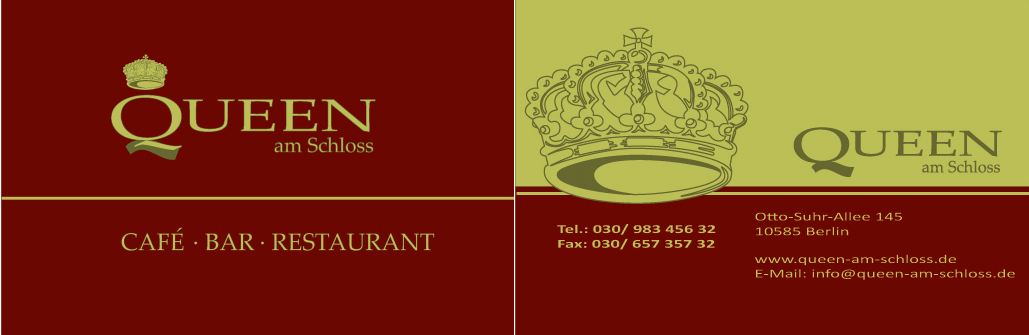 QUEEN
am Schloss
CAFÉ · BAR · RESTAURANT
QUEEN
am Schloss
Tel.: 030/ 983 456 32
Fax: 030/ 657 357 32
Otto-Suhr-Allee 145
10585 Berlin
www.queen-am-schloss.de
E-Mail: info@queen-am-schloss.de